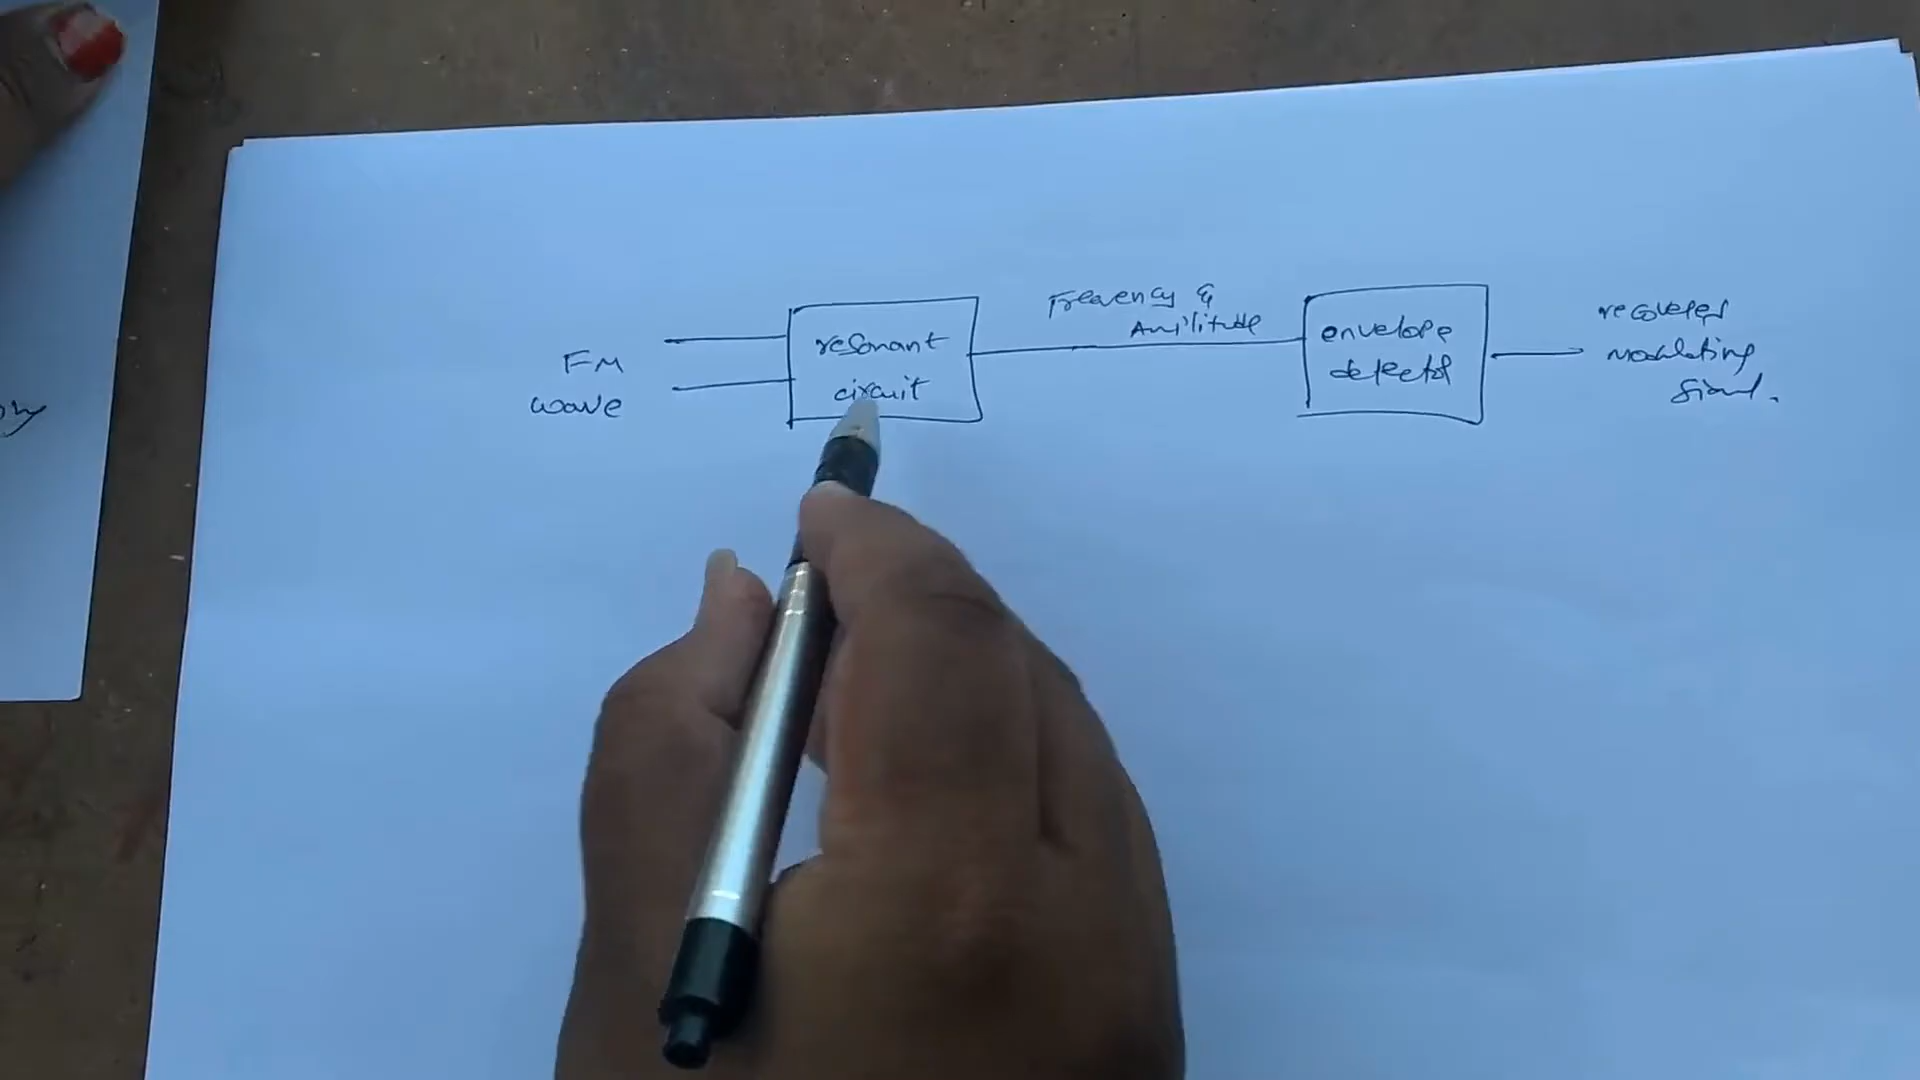 FM
wave
resonant
circuit
Frequency &
Amplitude
envelope
detector
recovered
modulating
signal.